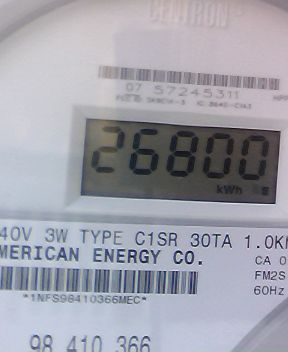 CENTRON
07 57245311
26800
kWh
40V 3W TYPE C1SR 30TA 1.0K
MERICAN ENERGY CO.
CA 0
FM2S
60Hz
*1NFS98410366MEC*
98 410 366